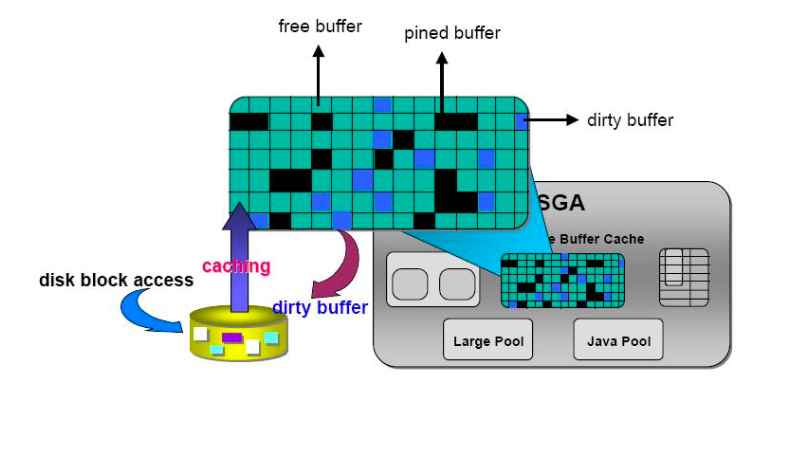 free buffer
pined buffer
dirty buffer
SGA
e Buffer Cache
caching
disk block access
dirty buffer
Large Pool
Java Pool